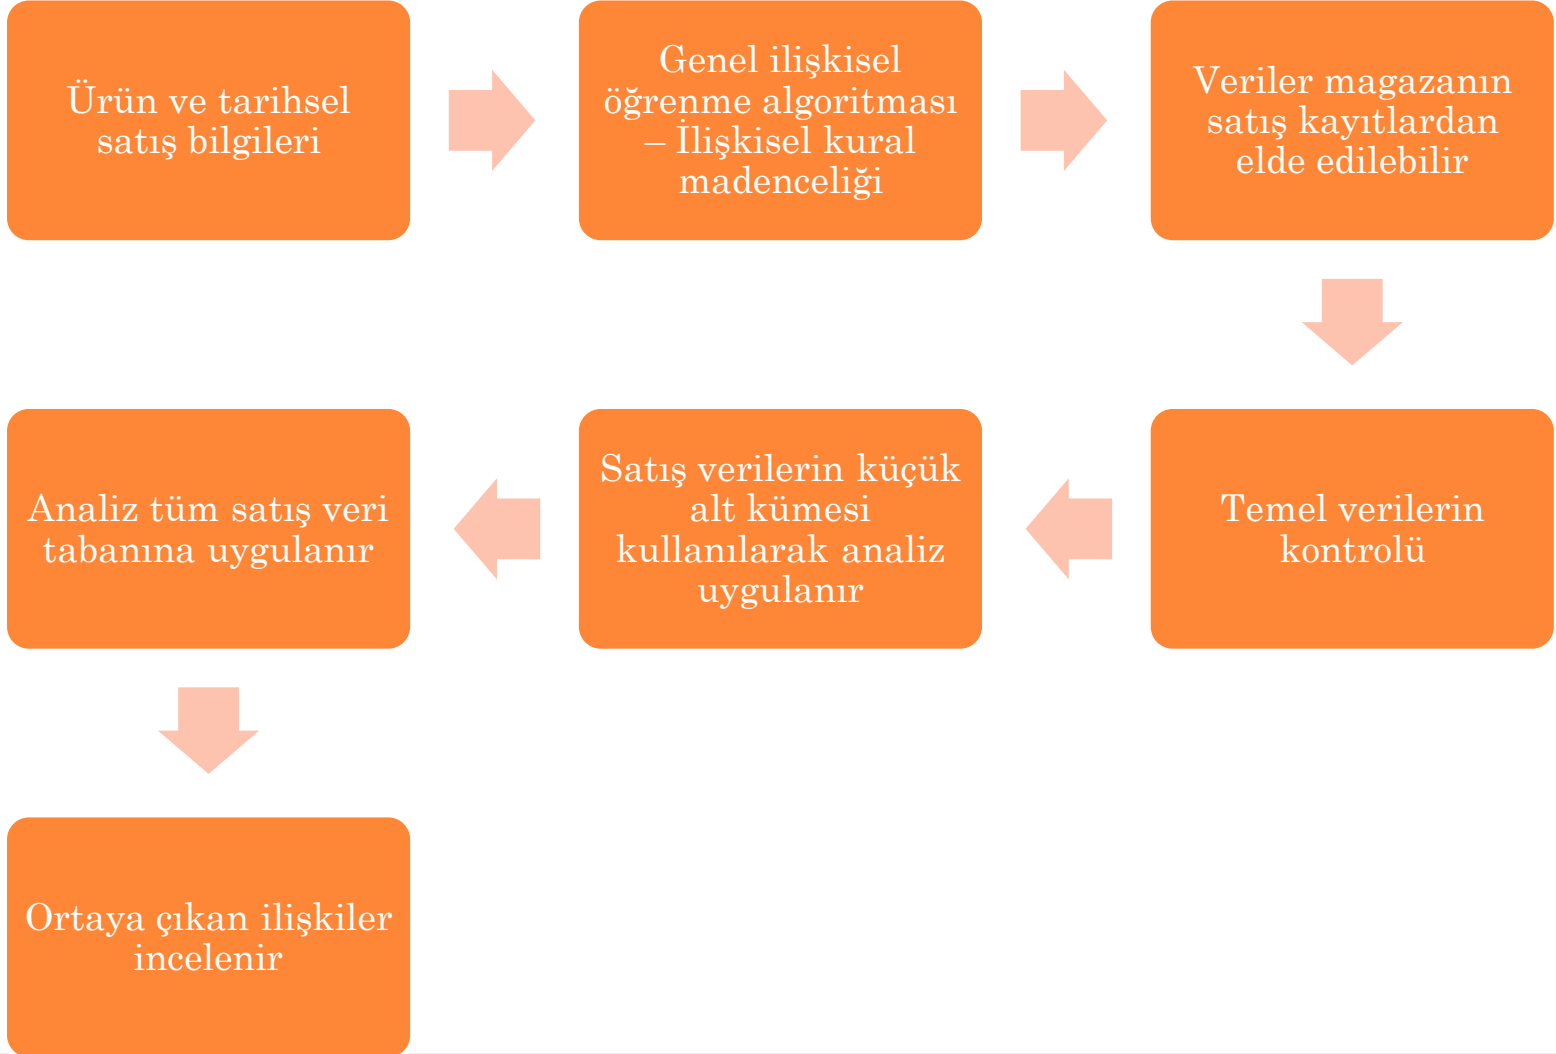 Ürün ve tarihsel
satış bilgileri
Genel ilişkisel
öğrenme algoritması
– İlişkisel kural
madenceliği
Veriler magazanın
satış kayıtlardan
elde edilebilir
Temel verilerin
kontrolü
Satış verilerin küçük
alt kümesi
kullanılarak analiz
uygulanır
Analiz tüm satış veri
tabanına uygulanır
Ortaya çıkan ilişkiler
incelenir